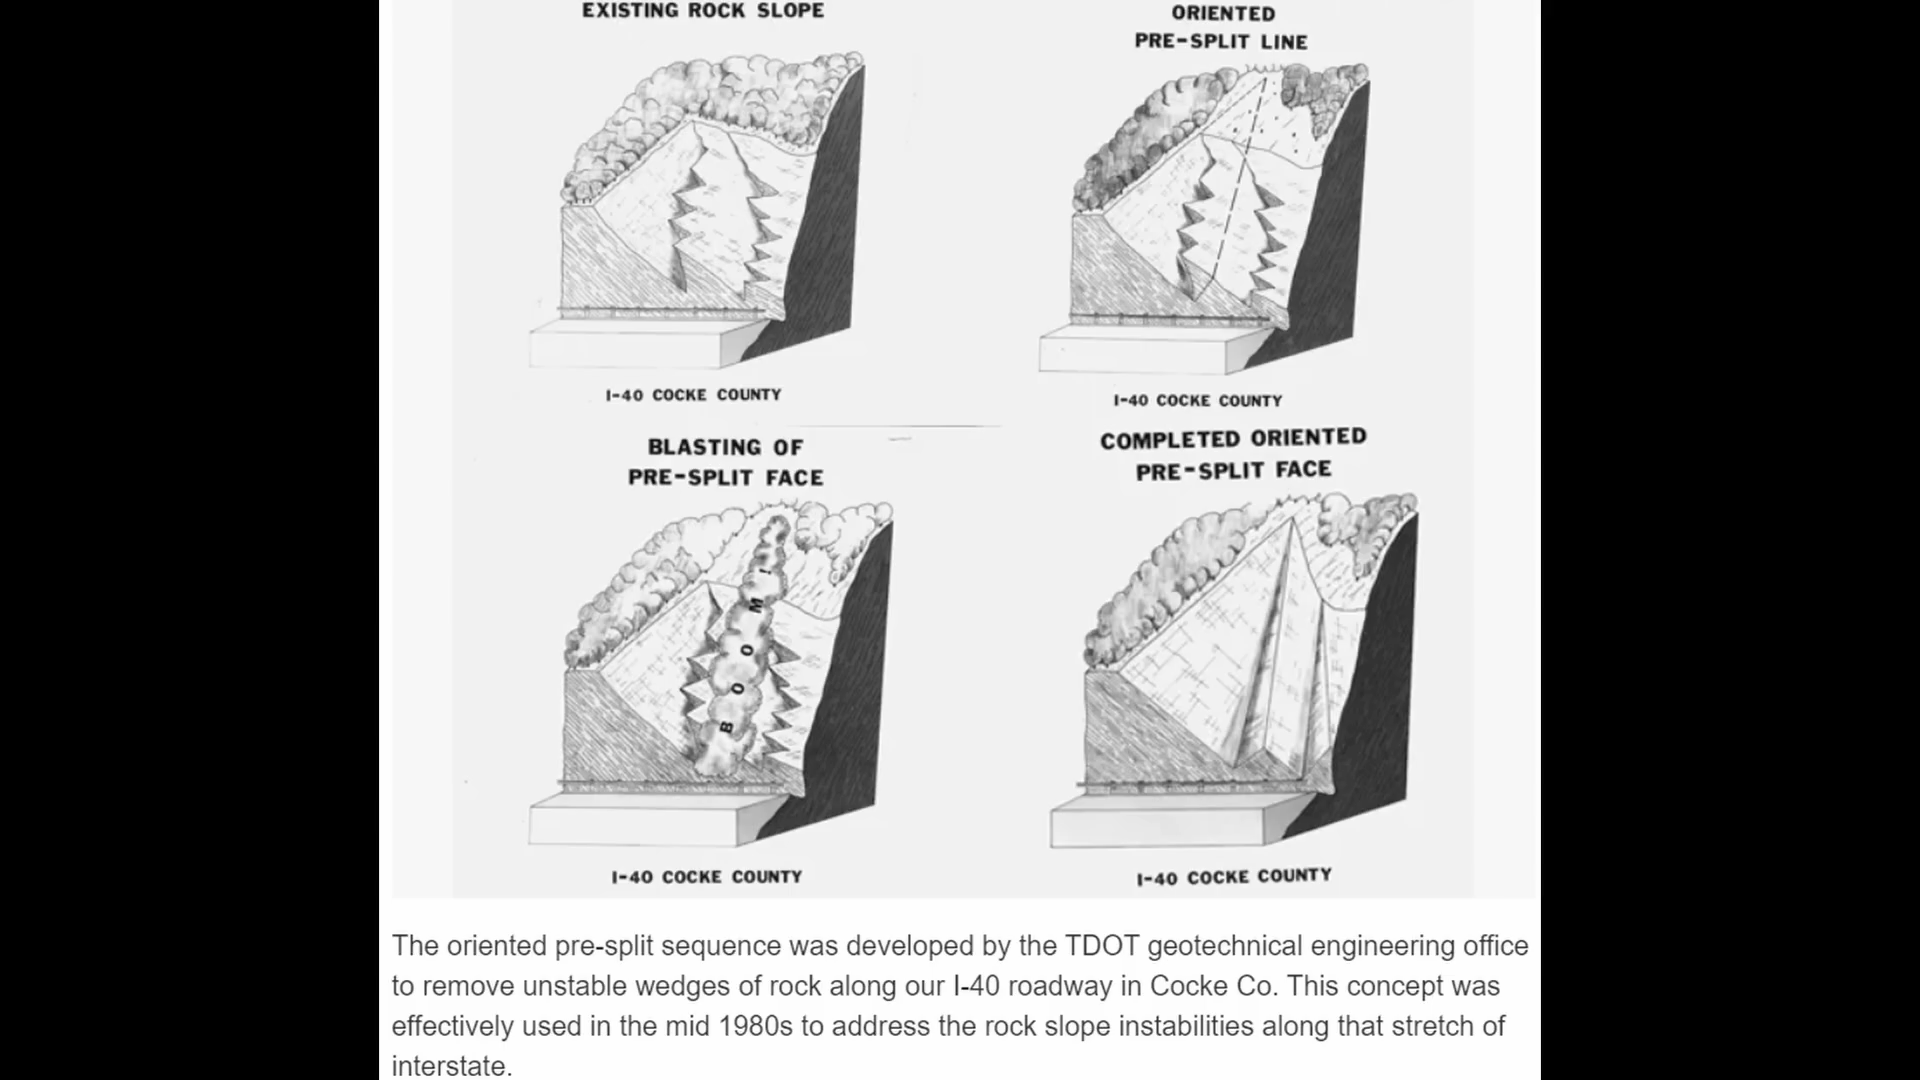 EXISTING ROCK SLOPE
I-40 COCKE COUNTY
ORIENTED
PRE-SPLIT LINE
I-40 COCKE COUNTY
BLASTING OF
PRE-SPLIT FACE
BOOM!
I-40 COCKE COUNTY
COMPLETED ORIENTED
PRE-SPLIT FACE
I-40 COCKE COUNTY
The oriented pre-split sequence was developed by the TDOT geotechnical engineering office
to remove unstable wedges of rock along our I-40 roadway in Cocke Co. This concept was
effectively used in the mid 1980s to address the rock slope instabilities along that stretch of
interstate.